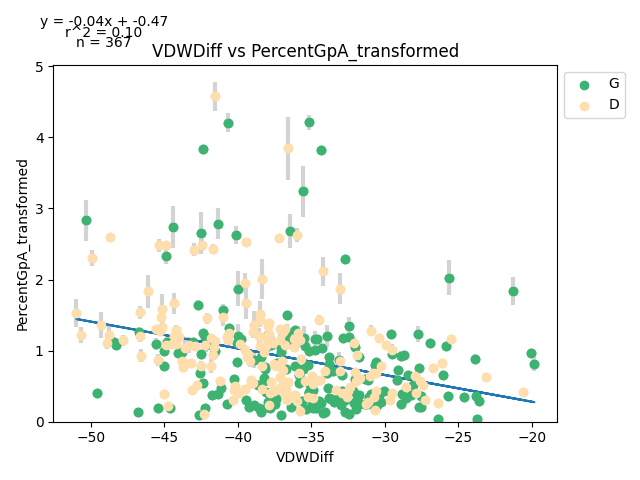 y = -0.04x + -0.47
r^2 = 0.10
n = 367
VDWDiff vs PercentGpA_transformed
G
D
PercentGpA_transformed
5
4
3
2
1
0
−50
−45
−40
−35
−30
−25
−20
VDWDiff